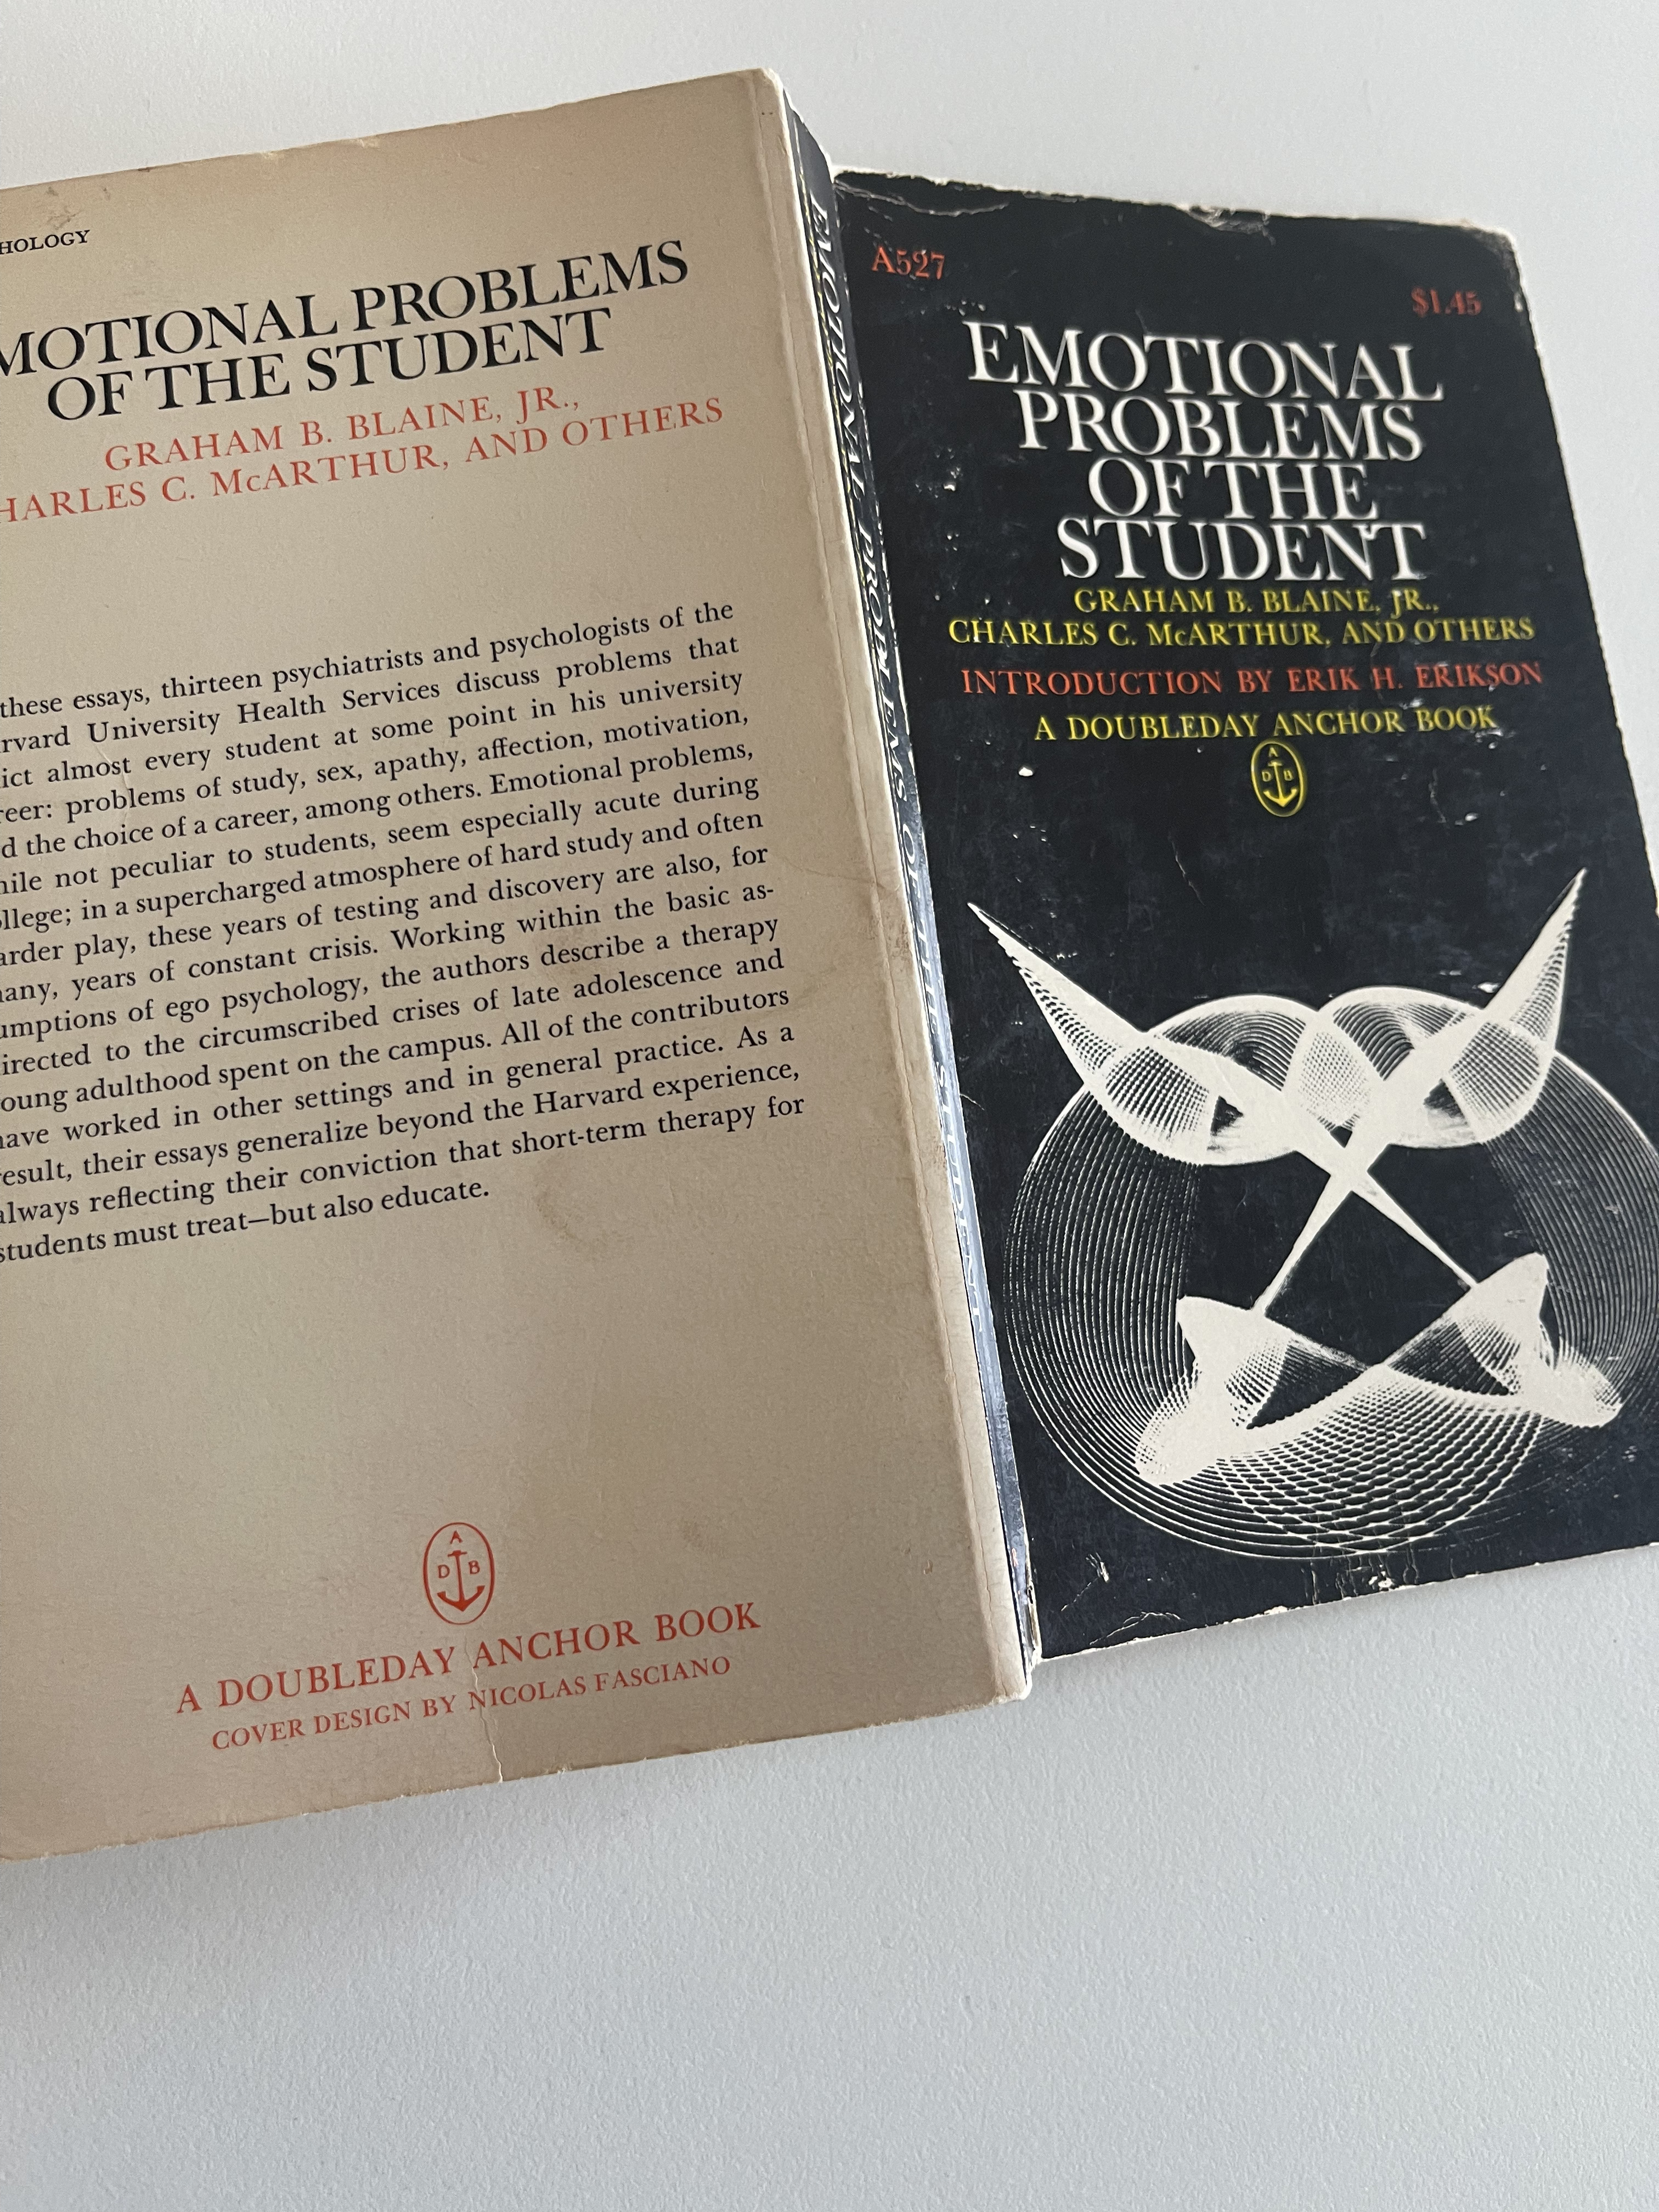 HOLOGY
MOTIONAL PROBLEMS
OF THE STUDENT
GRAHAM B. BLAINE, JR.,
HARLES C. McARTHUR, AND OTHERS
these essays, thirteen psychiatrists and psychologists of the
rvard University Health Services discuss problems that
ict almost every student at some point in his university
reer: problems of study, sex, apathy, affection, motivation,
d the choice of a career, among others. Emotional problems,
hile not peculiar to students, seem especially acute during
ollege; in a supercharged atmosphere of hard study and often
arder play, these years of testing and discovery are also, for
any, years of constant crisis. Working within the basic as-
umptions of ego psychology, the authors describe a therapy
irected to the circumscribed crises of late adolescence and
oung adulthood spent on the campus. All of the contributors
have worked in other settings and in general practice. As a
result, their essays generalize beyond the Harvard experience,
always reflecting their conviction that short-term therapy for
students must treat—but also educate.
A
D B
A DOUBLEDAY ANCHOR BOOK
COVER DESIGN BY NICOLAS FASCIANO
EMOTIONAL PROBLEMS OF THE STUDENT
A527
$1.45
EMOTIONAL
PROBLEMS
OF THE
STUDENT
GRAHAM B. BLAINE, JR.,
CHARLES C. McARTHUR, AND OTHERS
INTRODUCTION BY ERIK H. ERIKSON
A DOUBLEDAY ANCHOR BOOK
A
D B